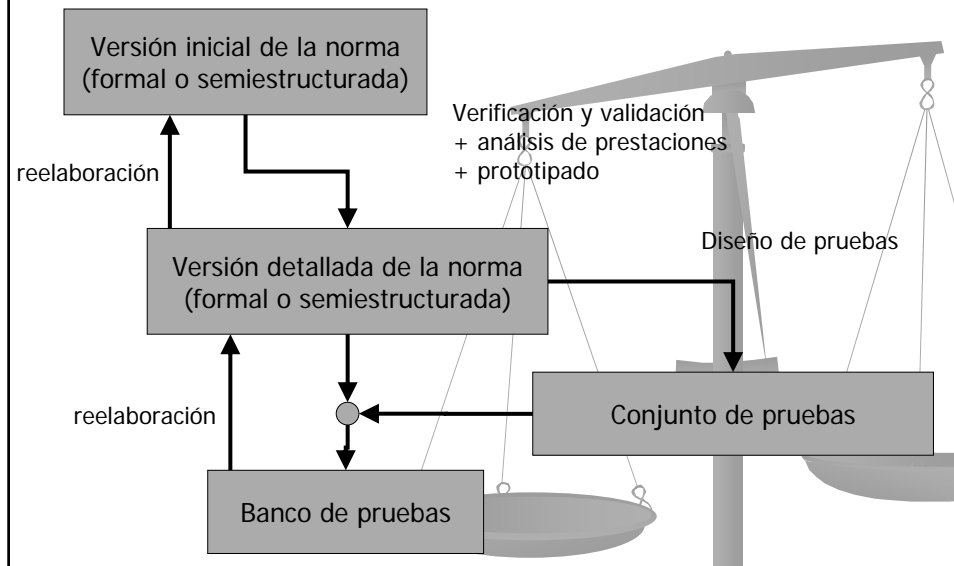 Versión inicial de la norma
(formal o semiestructurada)
Verificación y validación
+ análisis de prestaciones
+ prototipado
reelaboración
Diseño de pruebas
Versión detallada de la norma
(formal o semiestructurada)
reelaboración
Conjunto de pruebas
Banco de pruebas